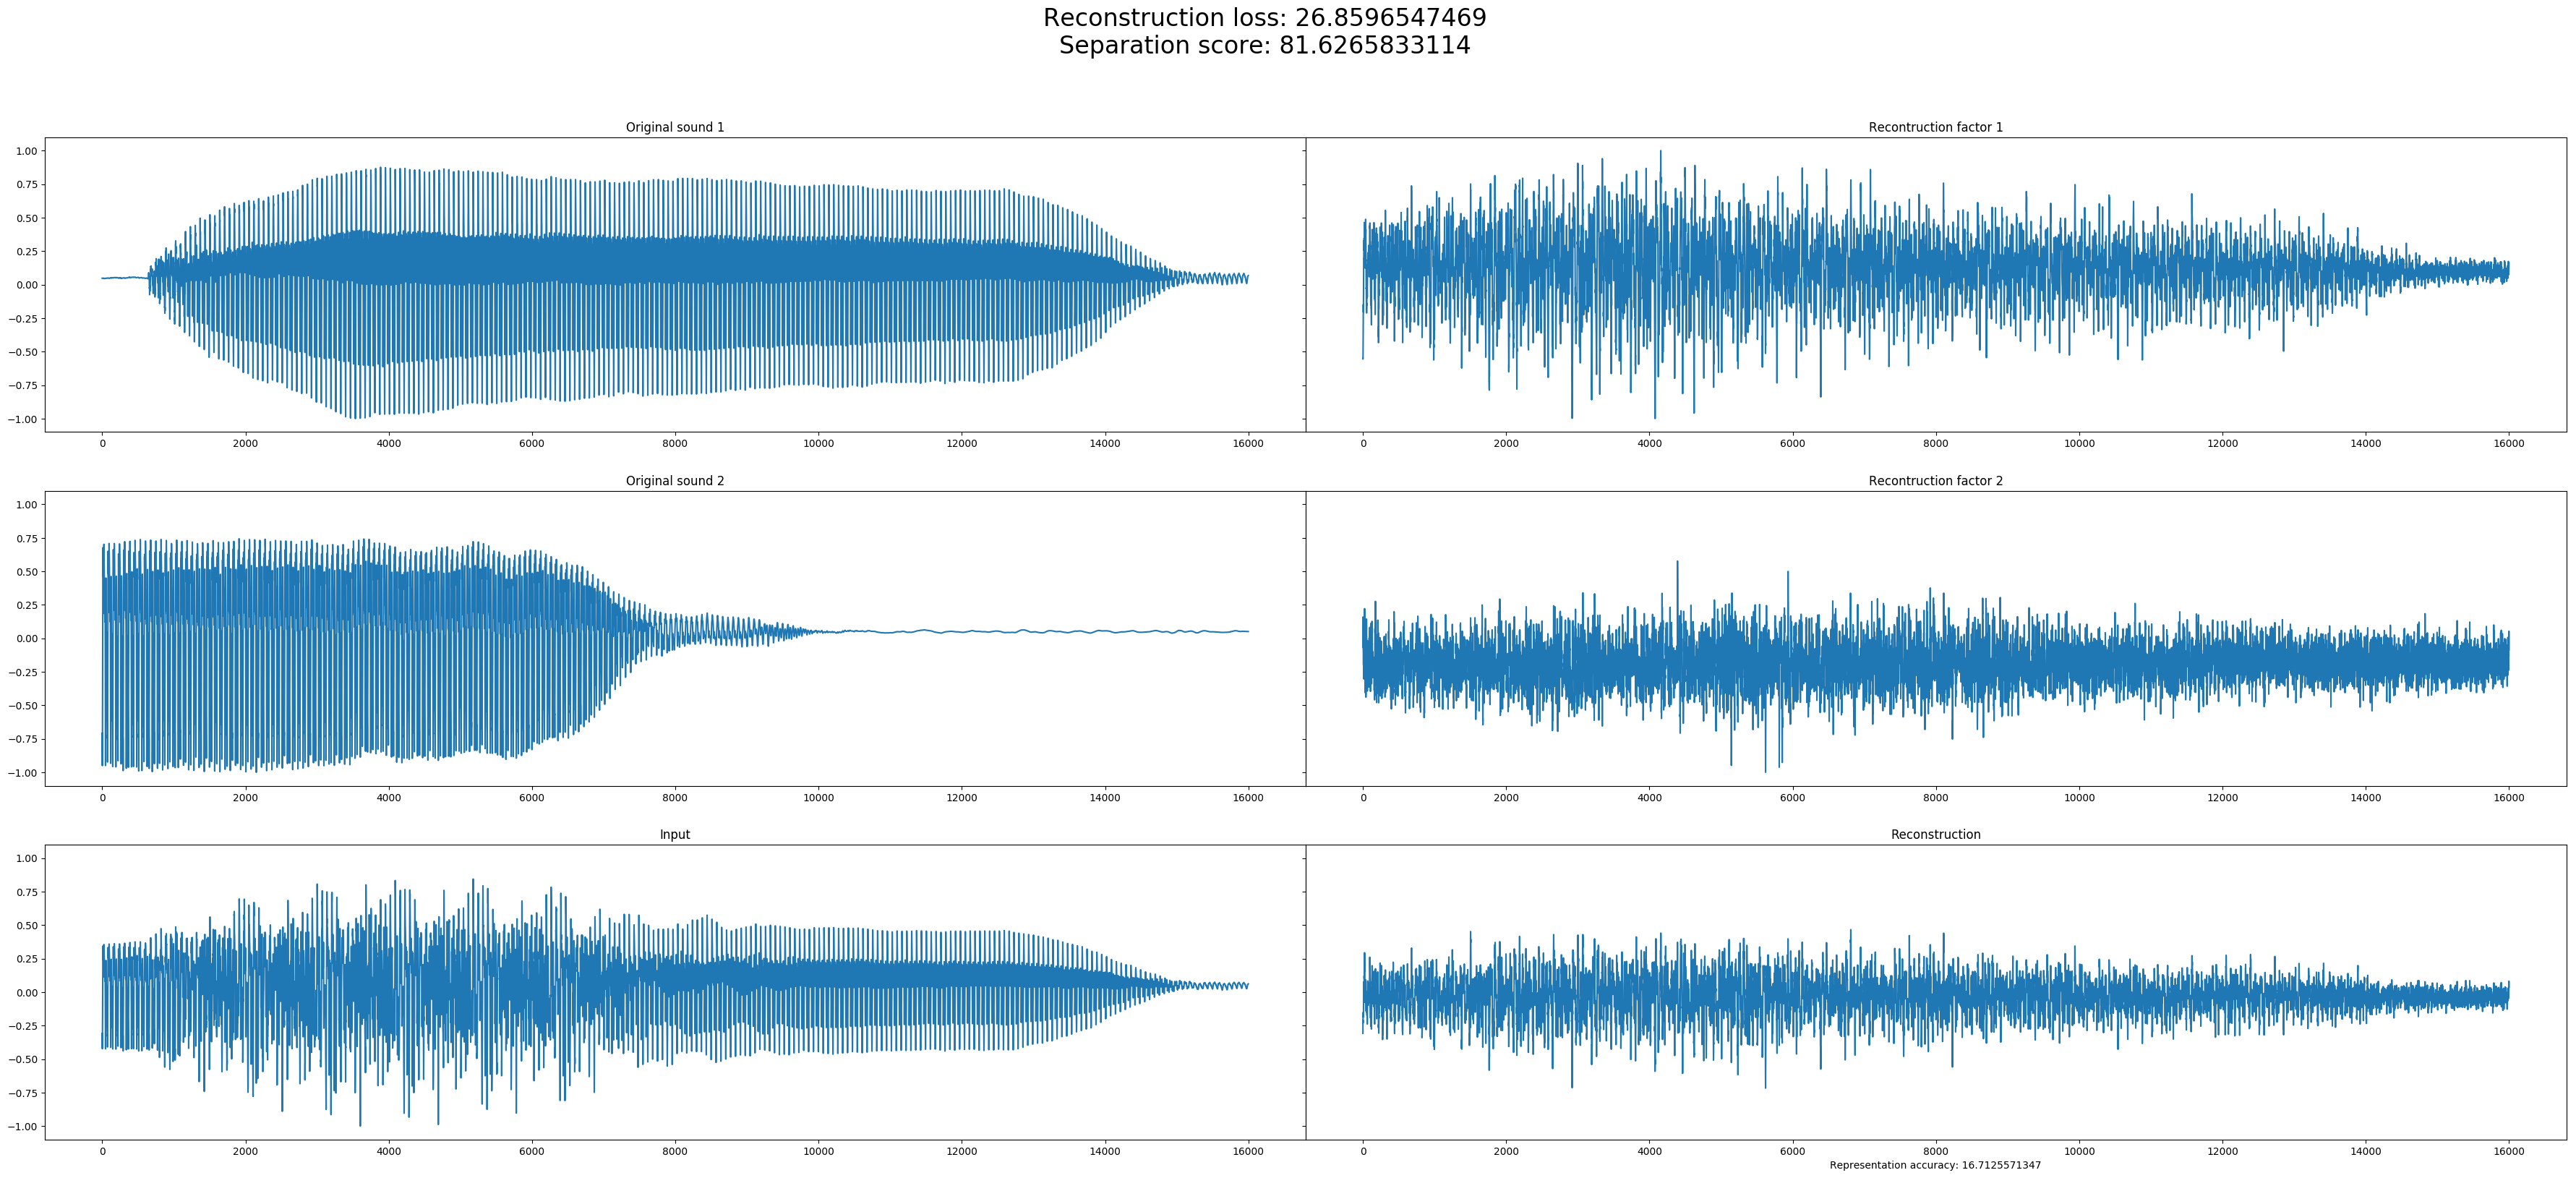 Reconstruction loss: 26.8596547469
Separation score: 81.6265833114
Original sound 1
Recontruction factor 1
1.00
0.75
0.50
0.25
0.00
−0.25
−0.50
−0.75
−1.00
0 2000 4000 6000 8000 10000 12000 14000 16000
0 2000 4000 6000 8000 10000 12000 14000 16000
Original sound 2
Reconstruction factor 2
1.00
0.75
0.50
0.25
0.00
−0.25
−0.50
−0.75
−1.00
0 2000 4000 6000 8000 10000 12000 14000 16000
0 2000 4000 6000 8000 10000 12000 14000 16000
Input
Reconstruction
1.00
0.75
0.50
0.25
0.00
−0.25
−0.50
−0.75
−1.00
0 2000 4000 6000 8000 10000 12000 14000 16000
0 2000 4000 6000 8000 10000 12000 14000 16000
Representation accuracy: 16.7125571347